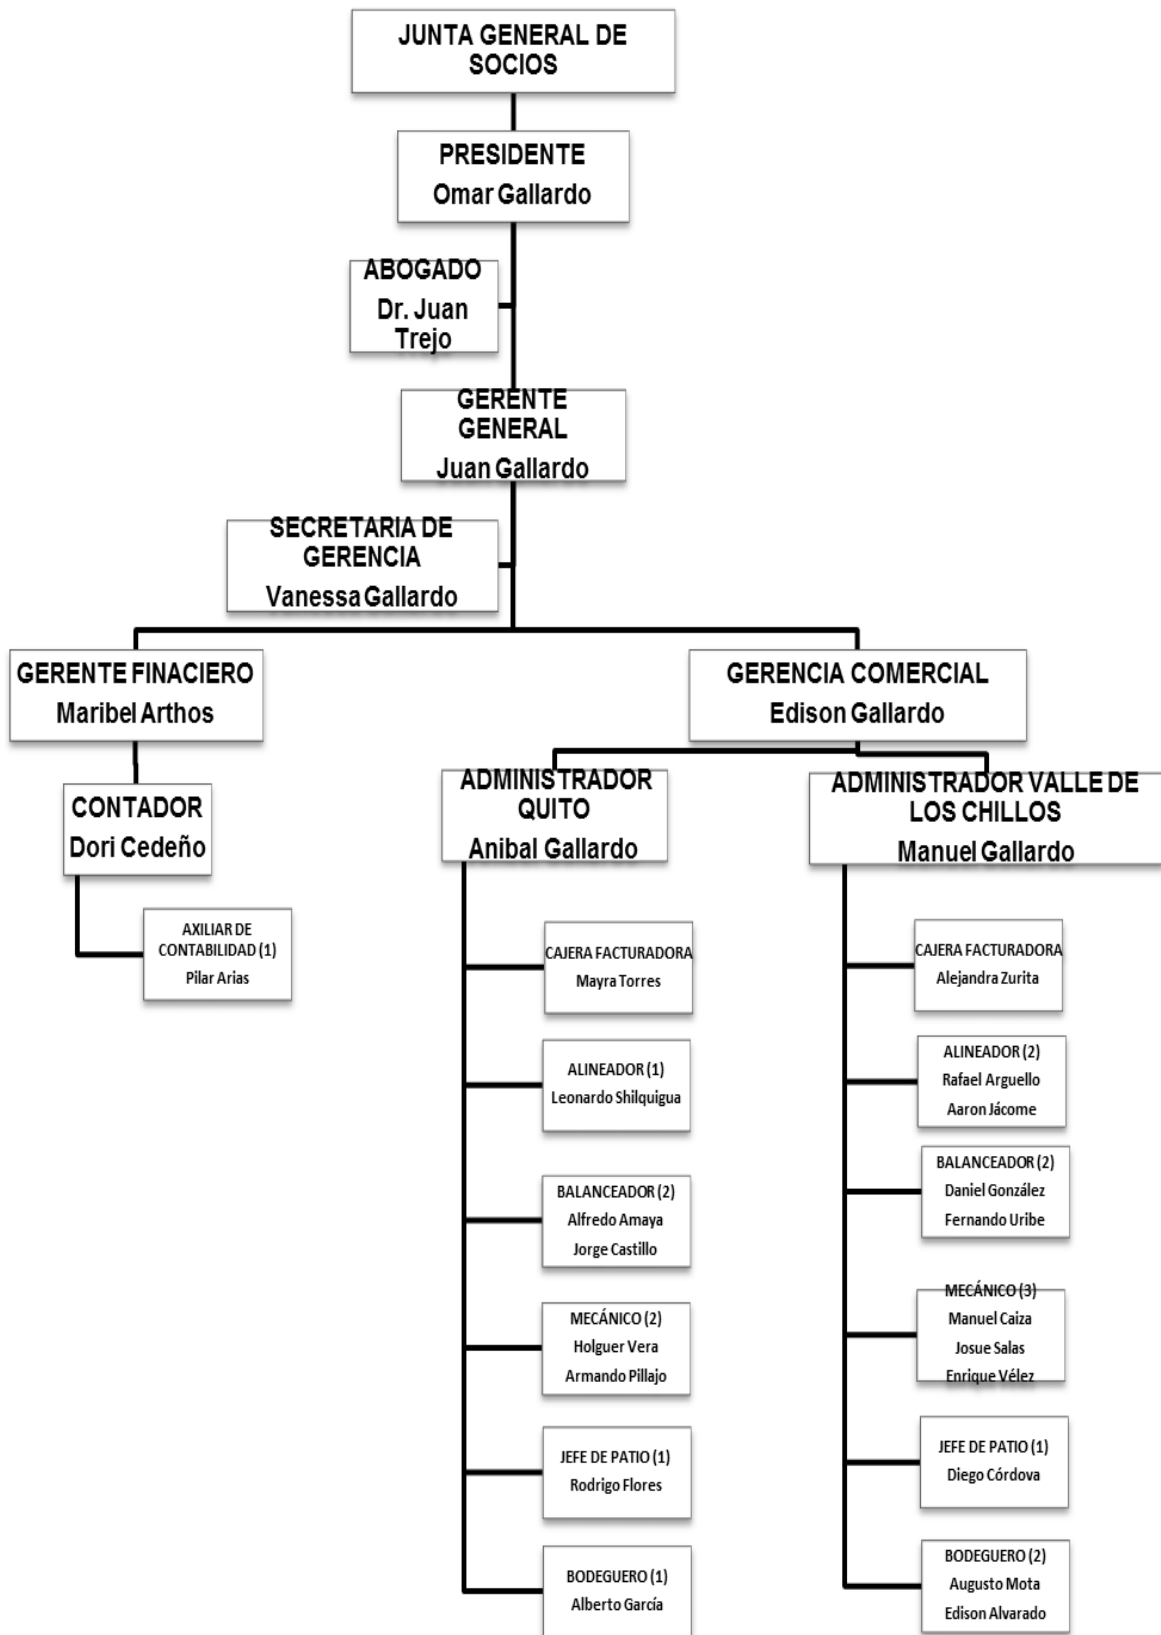 JUNTA GENERAL DE
SOCIOS
PRESIDENTE
Omar Gallardo
ABOGADO
Dr. Juan
Trejo
GERENTE
GENERAL
Juan Gallardo
SECRETARIA DE
GERENCIA
Vanessa Gallardo
GERENTE FINACIERO
Maribel Arthos
GERENCIA COMERCIAL
Edison Gallardo
CONTADOR
Dori Cedeño
AXILIAR DE
CONTABILIDAD (1)
Pilar Arias
ADMINISTRADOR
QUITO
Anibal Gallardo
CAJERA FACTURADORA
Mayra Torres
ALINEADOR (1)
Leonardo Shilquigua
BALANCEADOR (2)
Alfredo Amaya
Jorge Castillo
MECÁNICO (2)
Holguer Vera
Armando Pillajo
JEFE DE PATIO (1)
Rodrigo Flores
BODEGUERO (1)
Alberto García
ADMINISTRADOR VALLE DE
LOS CHILLOS
Manuel Gallardo
CAJERA FACTURADORA
Alejandra Zurita
ALINEADOR (2)
Rafael Arguello
Aaron Jácome
BALANCEADOR (2)
Daniel González
Fernando Uribe
MECÁNICO (3)
Manuel Caiza
Josue Salas
Enrique Vélez
JEFE DE PATIO (1)
Diego Córdova
BODEGUERO (2)
Augusto Mota
Edison Alvarado